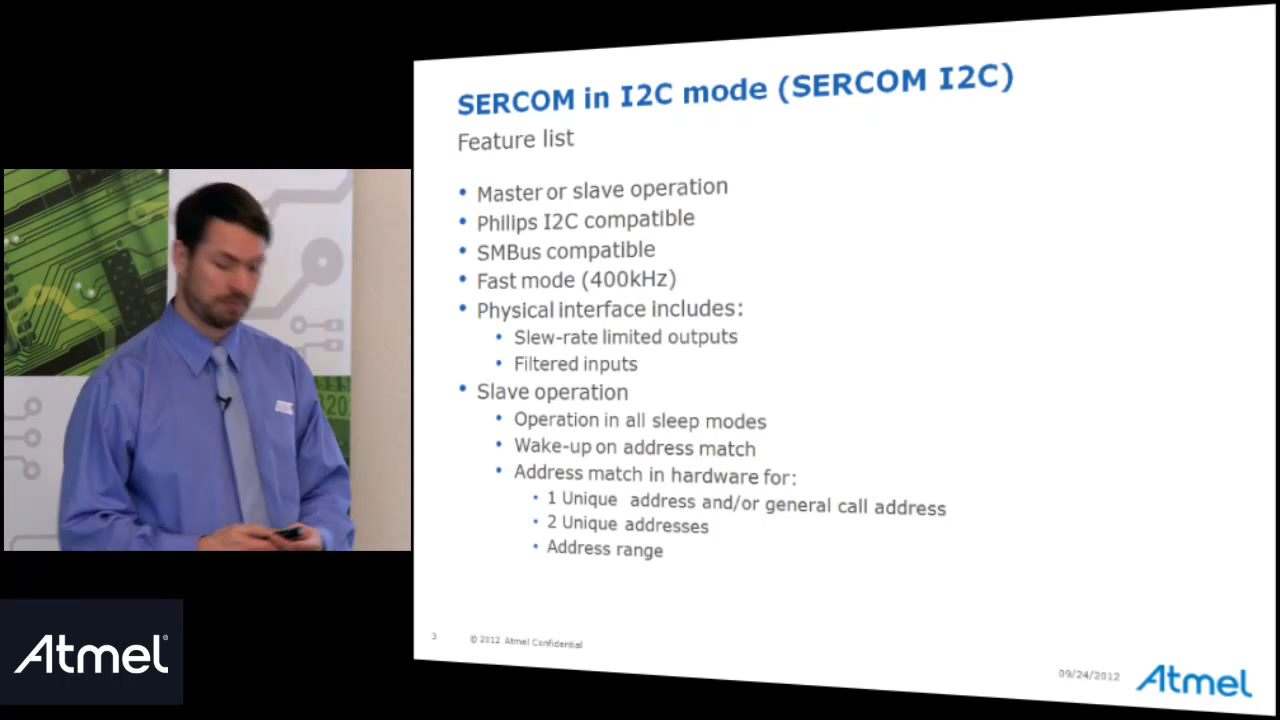 SERCOM in I2C mode (SERCOM I2C)
Feature list
• Master or slave operation
• Philips I2C compatible
• SMBus compatible
• Fast mode (400kHz)
• Physical interface includes:
• Slew-rate limited outputs
• Filtered inputs
• Slave operation
• Operation in all sleep modes
• Wake-up on address match
• Address match in hardware for:
• 1 Unique address and/or general call address
• 2 Unique addresses
• Address range
3 © 2012 Atmel Confidential
09/24/2012 Atmel
Atmel®